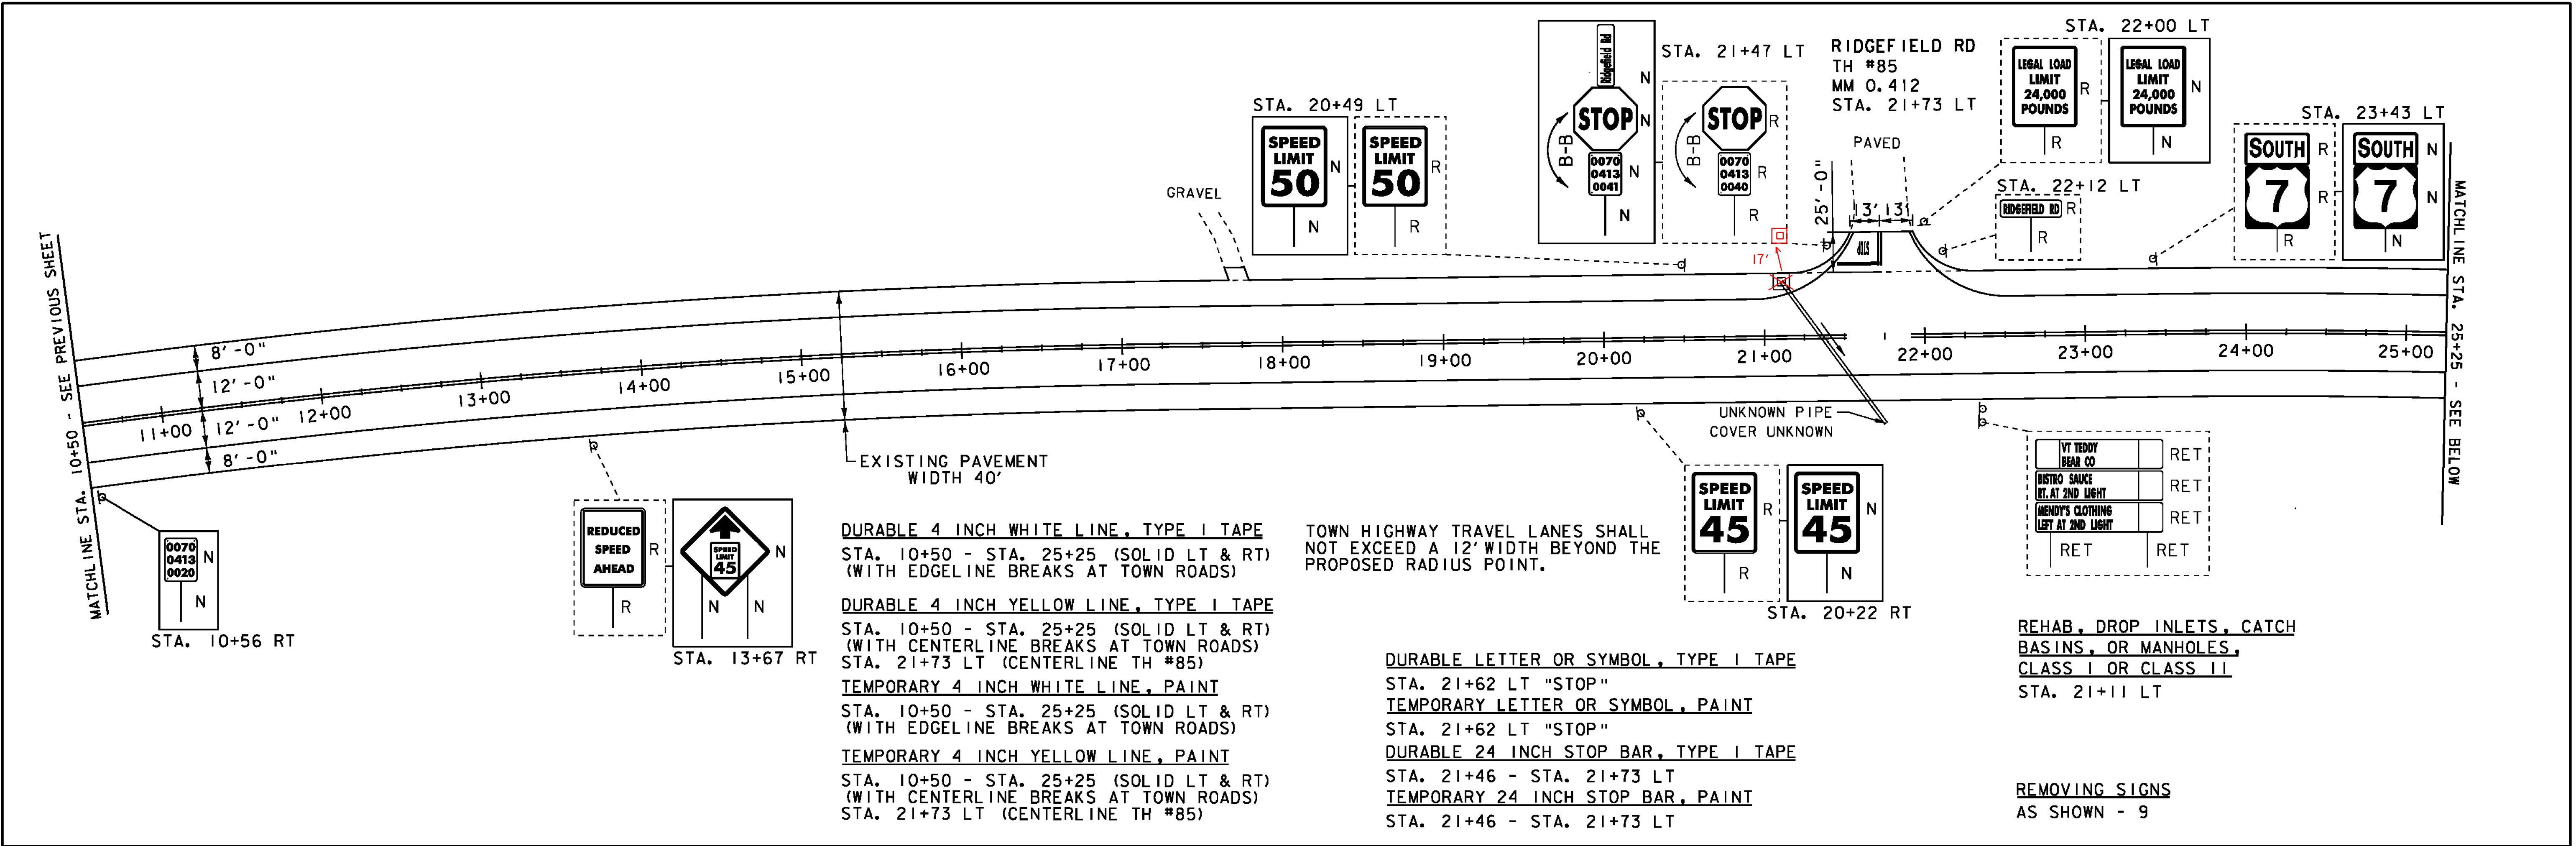 MATCHLINE STA. 10+50 - SEE PREVIOUS SHEET
8'-0"
12'-0"
12'-0"
8'-0"
11+00
12+00
13+00
14+00
15+00
16+00
17+00
18+00
19+00
20+00
21+00
22+00
23+00
24+00
25+00
MATCHLINE STA. 25+25 - SEE BELOW
GRAVEL
STA. 20+49 LT
SPEED
LIMIT
50
N
N
SPEED
LIMIT
50
R
R
STA. 21+47 LT
Ridgefield Rd
N
STOP
N
B-B
0070
0413
0041
N
N
STOP
R
B-B
0070
0413
0040
R
R
RIDGEFIELD RD
TH #85
MM 0.412
STA. 21+73 LT
PAVED
25'-0"
13' 13'
STOP
17'
STA. 22+00 LT
LEGAL LOAD
LIMIT
24,000
POUNDS
R
R
LEGAL LOAD
LIMIT
24,000
POUNDS
N
N
STA. 22+12 LT
RIDGEFIELD RD
R
R
STA. 23+43 LT
SOUTH
R
7
R
R
SOUTH
N
7
N
N
EXISTING PAVEMENT
WIDTH 40'
UNKNOWN PIPE
COVER UNKNOWN
0070
0413
0020
N
N
STA. 10+56 RT
REDUCED
SPEED
AHEAD
R
R
SPEED
LIMIT
45
N
N
N
STA. 13+67 RT
SPEED
LIMIT
45
R
R
SPEED
LIMIT
45
N
N
STA. 20+22 RT
VT TEDDY
BEAR CO
RET
BISTRO SAUCE
RT. AT 2ND LIGHT
RET
MENDY'S CLOTHING
LEFT AT 2ND LIGHT
RET
RET
RET
DURABLE 4 INCH WHITE LINE, TYPE I TAPE
STA. 10+50 - STA. 25+25 (SOLID LT & RT)
(WITH EDGELINE BREAKS AT TOWN ROADS)
DURABLE 4 INCH YELLOW LINE, TYPE I TAPE
STA. 10+50 - STA. 25+25 (SOLID LT & RT)
(WITH CENTERLINE BREAKS AT TOWN ROADS)
STA. 21+73 LT (CENTERLINE TH #85)
TEMPORARY 4 INCH WHITE LINE, PAINT
STA. 10+50 - STA. 25+25 (SOLID LT & RT)
(WITH EDGELINE BREAKS AT TOWN ROADS)
TEMPORARY 4 INCH YELLOW LINE, PAINT
STA. 10+50 - STA. 25+25 (SOLID LT & RT)
(WITH CENTERLINE BREAKS AT TOWN ROADS)
STA. 21+73 LT (CENTERLINE TH #85)
TOWN HIGHWAY TRAVEL LANES SHALL
NOT EXCEED A 12' WIDTH BEYOND THE
PROPOSED RADIUS POINT.
DURABLE LETTER OR SYMBOL, TYPE I TAPE
STA. 21+62 LT "STOP"
TEMPORARY LETTER OR SYMBOL, PAINT
STA. 21+62 LT "STOP"
DURABLE 24 INCH STOP BAR, TYPE I TAPE
STA. 21+46 - STA. 21+73 LT
TEMPORARY 24 INCH STOP BAR, PAINT
STA. 21+46 - STA. 21+73 LT
REHAB, DROP INLETS, CATCH
BASINS, OR MANHOLES,
CLASS I OR CLASS II
STA. 21+11 LT
REMOVING SIGNS
AS SHOWN - 9